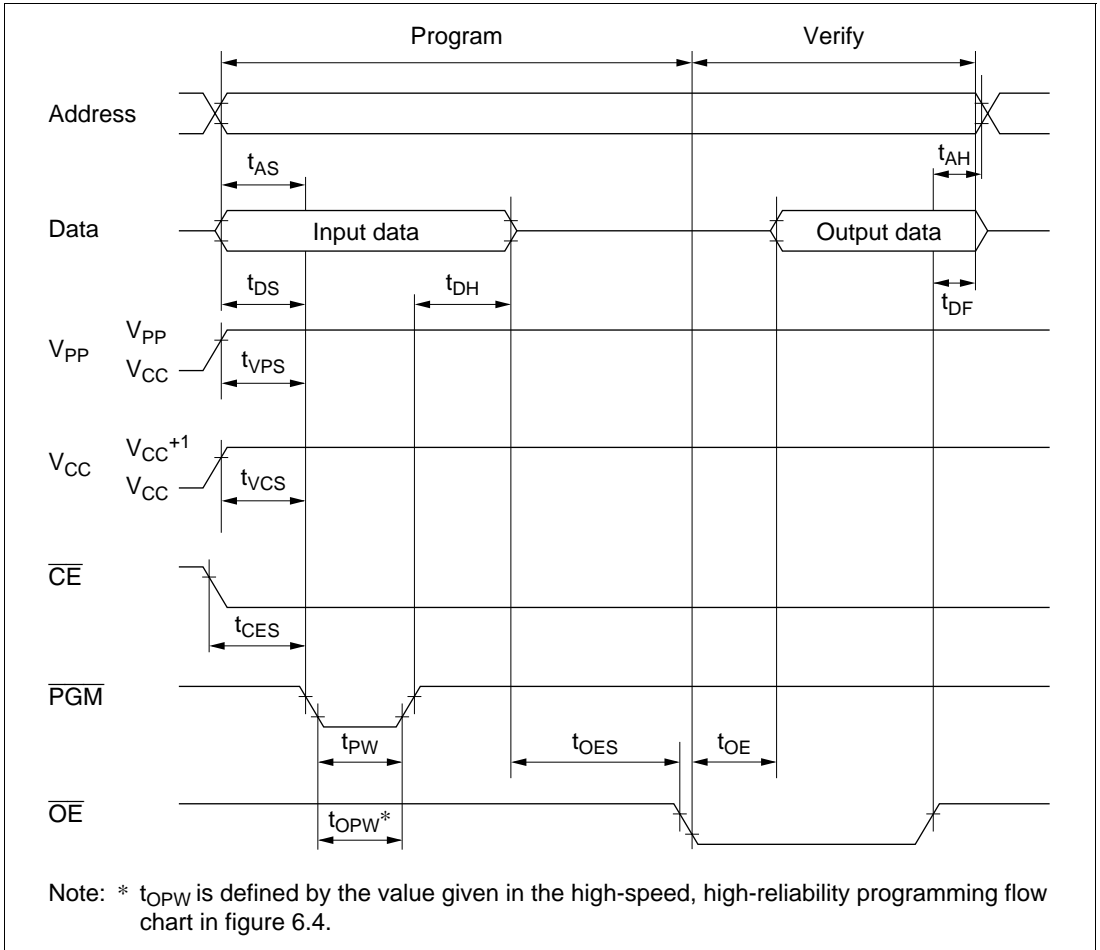 Program Verify
Address
tAS tAH
Data Input data Output data
tDS tDH tDF
VPP VPP
VCC tVPS
VCC VCC+1
VCC tVCS
CE
tCES
PGM
tPW tOES tOE
OE
tOPW*
Note: * tOPW is defined by the value given in the high-speed, high-reliability programming flow
chart in figure 6.4.